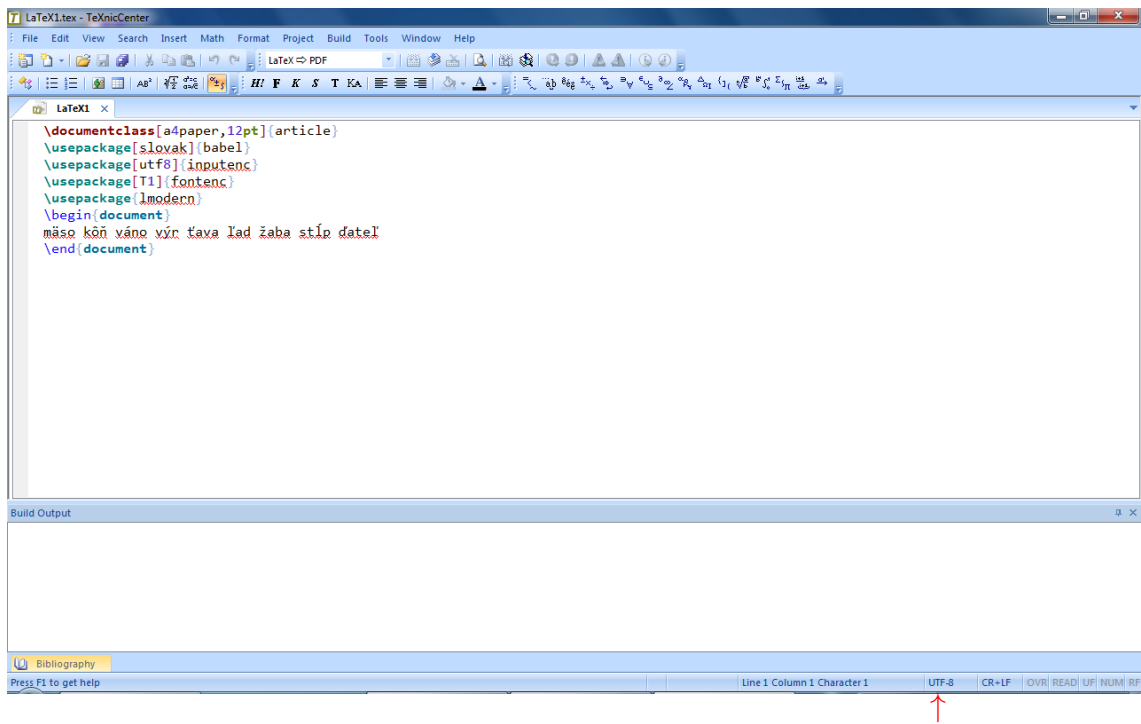 LaTeX1.tex - TeXnicCenter
File Edit View Search Insert Math Format Project Build Tools Window Help
LaTeX ⇨ PDF
H! F K S T KA
LaTeX1
\documentclass[a4paper,12pt]{article}
\usepackage[slovak]{babel}
\usepackage[utf8]{inputenc}
\usepackage[T1]{fontenc}
\usepackage{lmodern}
\begin{document}
mäso kôň váno výr ťava ľad žaba stĺp ďateľ
\end{document}
Build Output
Bibliography
Press F1 to get help Line 1 Column 1 Character 1 UTF-8 CR+LF OVR READ UF NUM RF